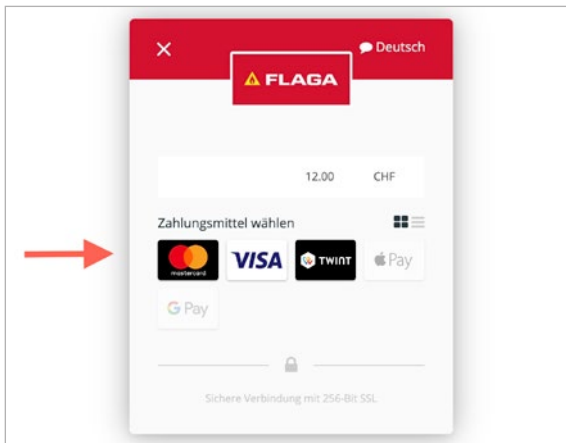 Deutsch
FLAGA
12.00 CHF
Zahlungsmittel wählen
mastercard VISA TWINT Pay
G Pay
Sichere Verbindung mit 256-Bit SSL